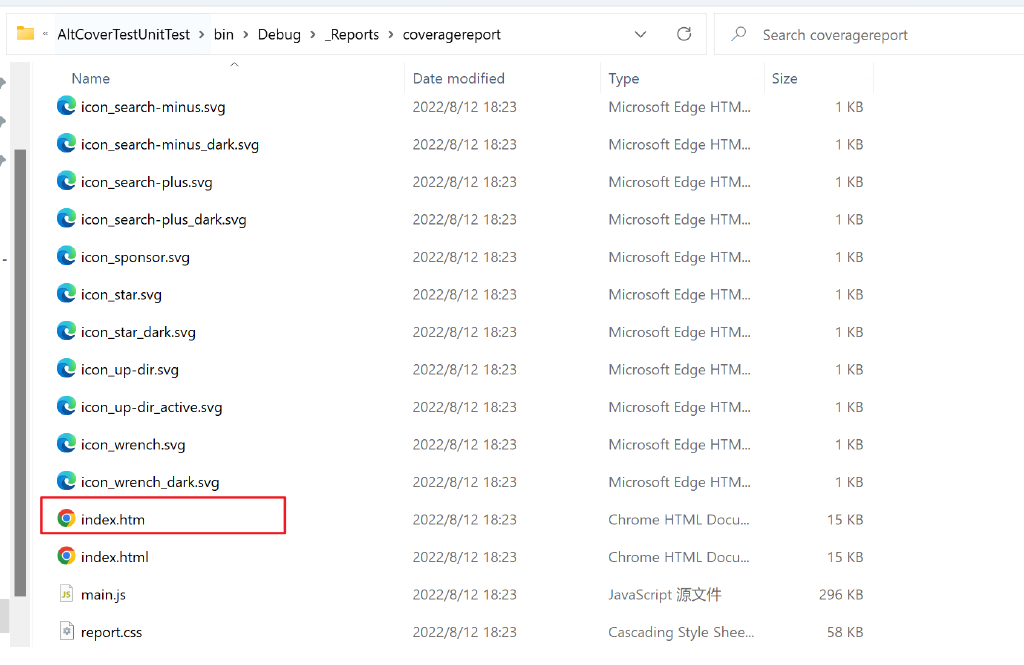 « AltCoverTestUnitTest > bin > Debug > _Reports > coveragereport Search coveragereport
Name Date modified Type Size
icon_search-minus.svg 2022/8/12 18:23 Microsoft Edge HTM... 1 KB
icon_search-minus_dark.svg 2022/8/12 18:23 Microsoft Edge HTM... 1 KB
icon_search-plus.svg 2022/8/12 18:23 Microsoft Edge HTM... 1 KB
icon_search-plus_dark.svg 2022/8/12 18:23 Microsoft Edge HTM... 1 KB
icon_sponsor.svg 2022/8/12 18:23 Microsoft Edge HTM... 1 KB
icon_star.svg 2022/8/12 18:23 Microsoft Edge HTM... 1 KB
icon_star_dark.svg 2022/8/12 18:23 Microsoft Edge HTM... 1 KB
icon_up-dir.svg 2022/8/12 18:23 Microsoft Edge HTM... 1 KB
icon_up-dir_active.svg 2022/8/12 18:23 Microsoft Edge HTM... 1 KB
icon_wrench.svg 2022/8/12 18:23 Microsoft Edge HTM... 1 KB
icon_wrench_dark.svg 2022/8/12 18:23 Microsoft Edge HTM... 1 KB
index.htm 2022/8/12 18:23 Chrome HTML Docu... 15 KB
index.html 2022/8/12 18:23 Chrome HTML Docu... 15 KB
main.js 2022/8/12 18:23 JavaScript 源文件 296 KB
report.css 2022/8/12 18:23 Cascading Style Shee... 58 KB